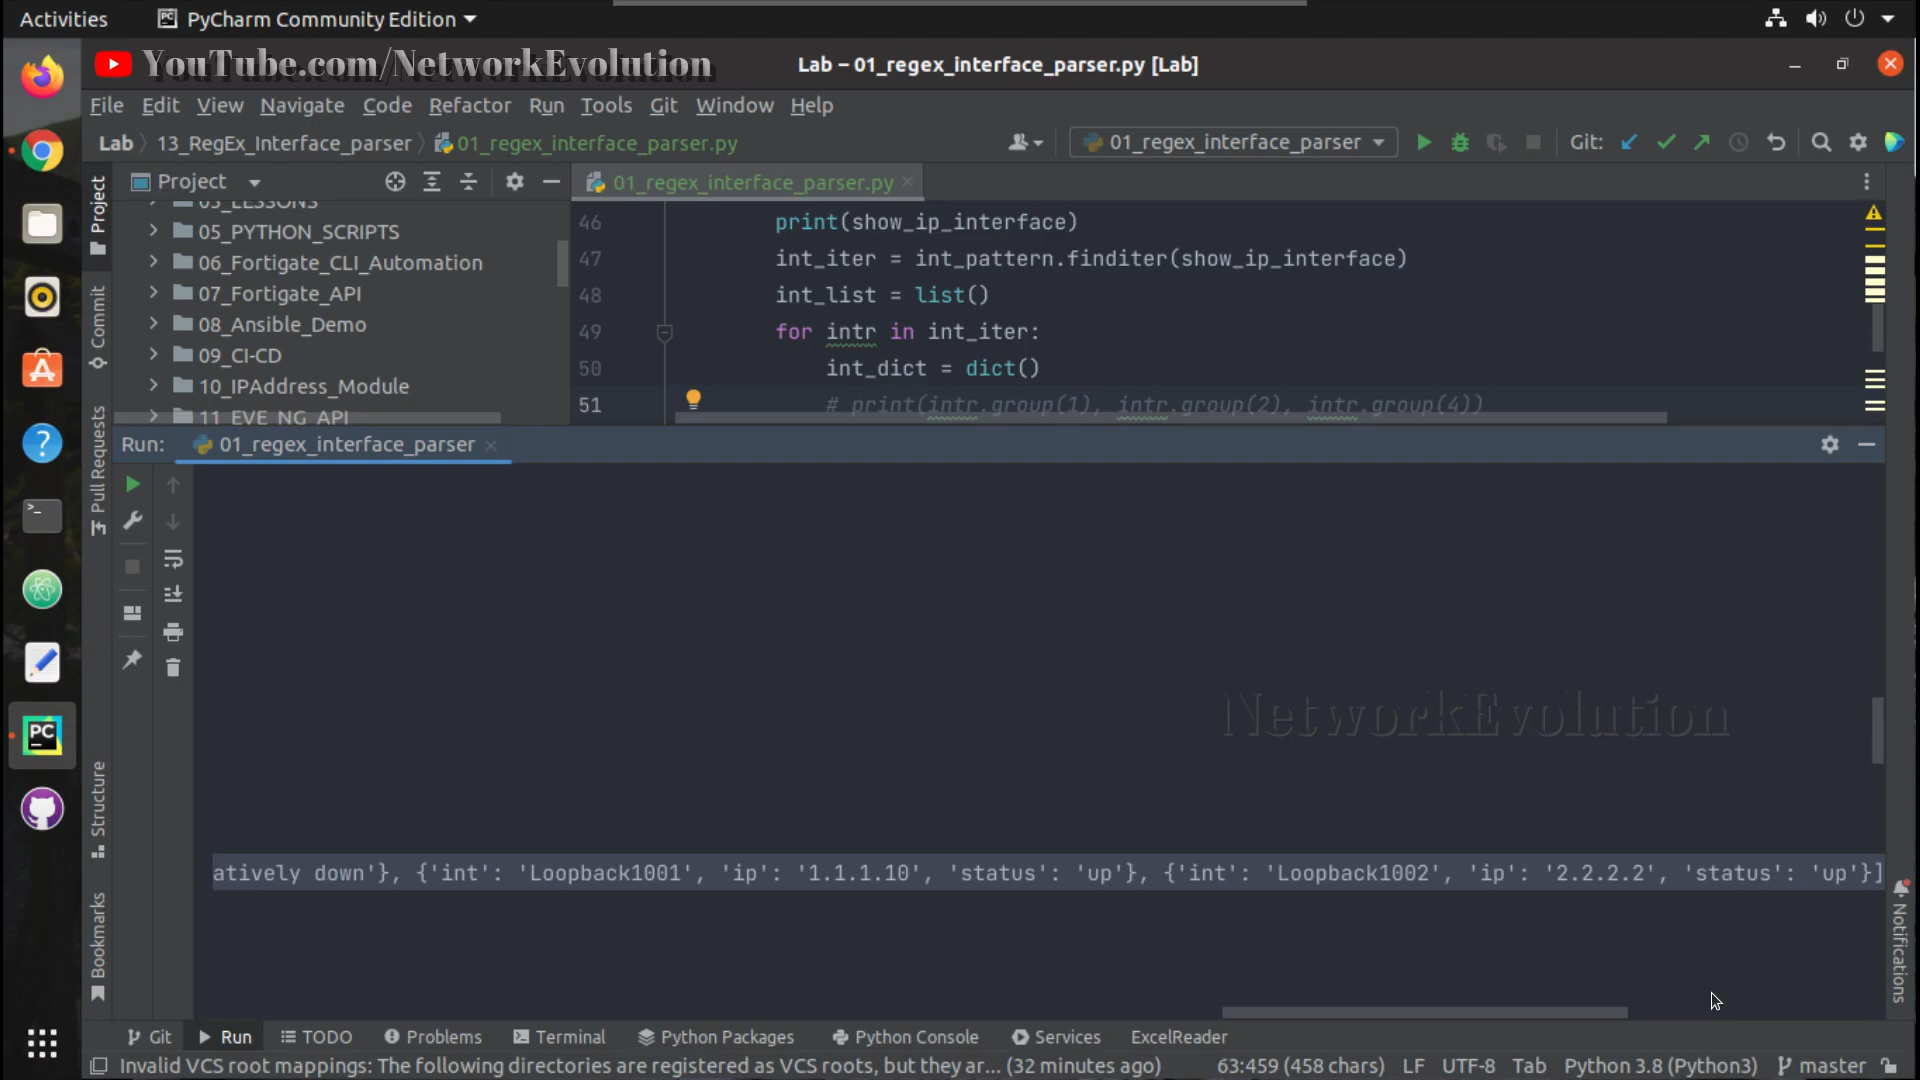 Activities
PyCharm Community Edition
YouTube.com/NetworkEvolution
Lab – 01_regex_interface_parser.py [Lab]
File Edit View Navigate Code Refactor Run Tools Git Window Help
Lab 13_RegEx_Interface_parser 01_regex_interface_parser.py
01_regex_interface_parser
Git:
Project
01_regex_interface_parser.py
03_LESSONS
05_PYTHON_SCRIPTS
06_Fortigate_CLI_Automation
07_Fortigate_API
08_Ansible_Demo
09_CI-CD
10_IPAddress_Module
11_EVE_NG_API
46 print(show_ip_interface)
47 int_iter = int_pattern.finditer(show_ip_interface)
48 int_list = list()
49 for intr in int_iter:
50 int_dict = dict()
51 # print(intr.group(1), intr.group(2), intr.group(4))
Project
Commit
Pull Requests
Structure
Bookmarks
Run: 01_regex_interface_parser
NetworkEvolution
atively down'}, {'int': 'Loopback1001', 'ip': '1.1.1.10', 'status': 'up'}, {'int': 'Loopback1002', 'ip': '2.2.2.2', 'status': 'up'}]
Notifications
Git Run TODO Problems Terminal Python Packages Python Console Services ExcelReader
Invalid VCS root mappings: The following directories are registered as VCS roots, but they ar... (32 minutes ago) 63:459 (458 chars) LF UTF-8 Tab Python 3.8 (Python3) master